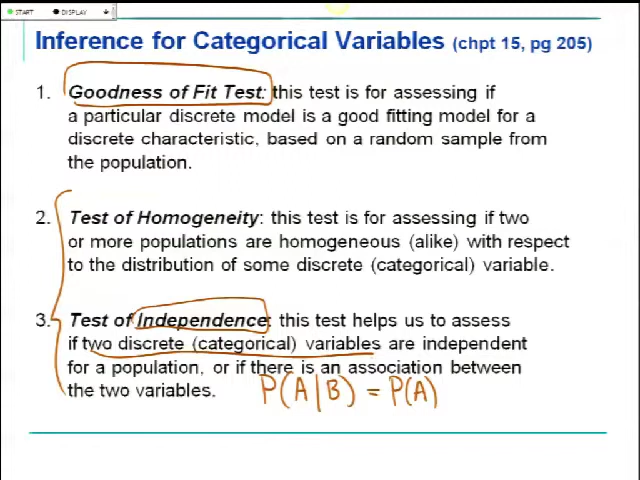 START DISPLAY
Inference for Categorical Variables (chpt 15, pg 205)
1. Goodness of Fit Test: this test is for assessing if
a particular discrete model is a good fitting model for a
discrete characteristic, based on a random sample from
the population.
2. Test of Homogeneity: this test is for assessing if two
or more populations are homogeneous (alike) with respect
to the distribution of some discrete (categorical) variable.
3. Test of Independence: this test helps us to assess
if two discrete (categorical) variables are independent
for a population, or if there is an association between
the two variables.
P(A|B) = P(A)